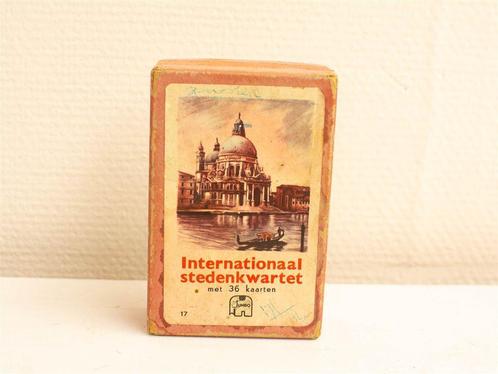 Internationaal
stedenkwartet
met 36 kaarten
JUMBO
17